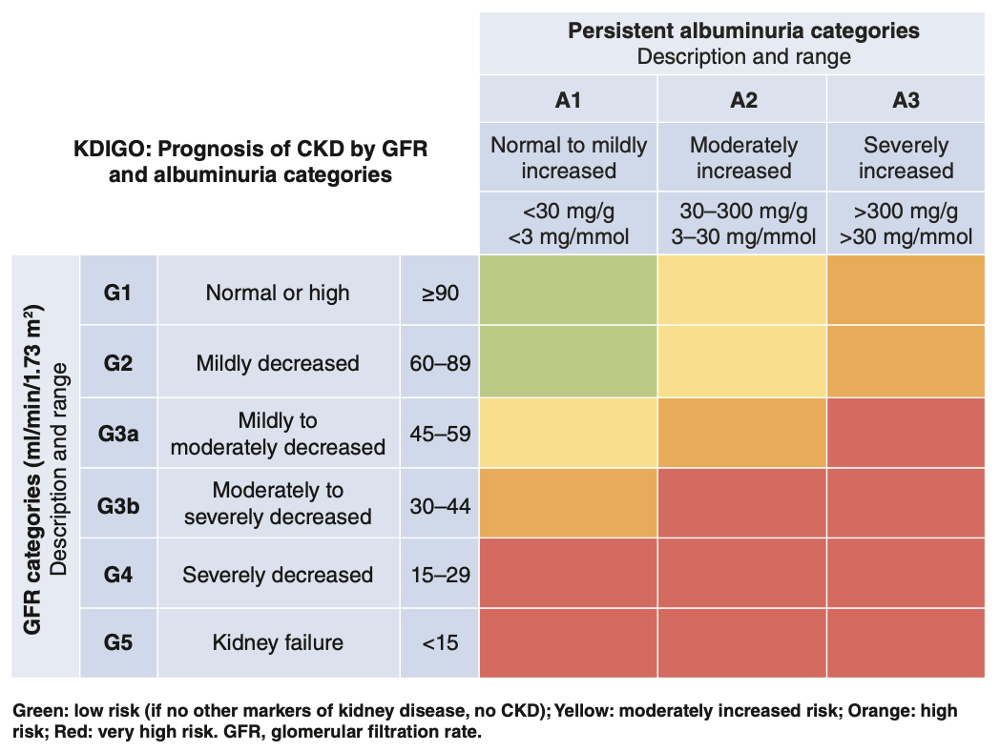 Persistent albuminuria categories
Description and range
A1
A2
A3
KDIGO: Prognosis of CKD by GFR
and albuminuria categories
Normal to mildly
increased
Moderately
increased
Severely
increased
<30 mg/g
<3 mg/mmol
30–300 mg/g
3–30 mg/mmol
>300 mg/g
>30 mg/mmol
GFR categories (ml/min/1.73 m²)
Description and range
G1
Normal or high
≥90
G2
Mildly decreased
60–89
G3a
Mildly to
moderately decreased
45–59
G3b
Moderately to
severely decreased
30–44
G4
Severely decreased
15–29
G5
Kidney failure
<15
Green: low risk (if no other markers of kidney disease, no CKD); Yellow: moderately increased risk; Orange: high
risk; Red: very high risk. GFR, glomerular filtration rate.